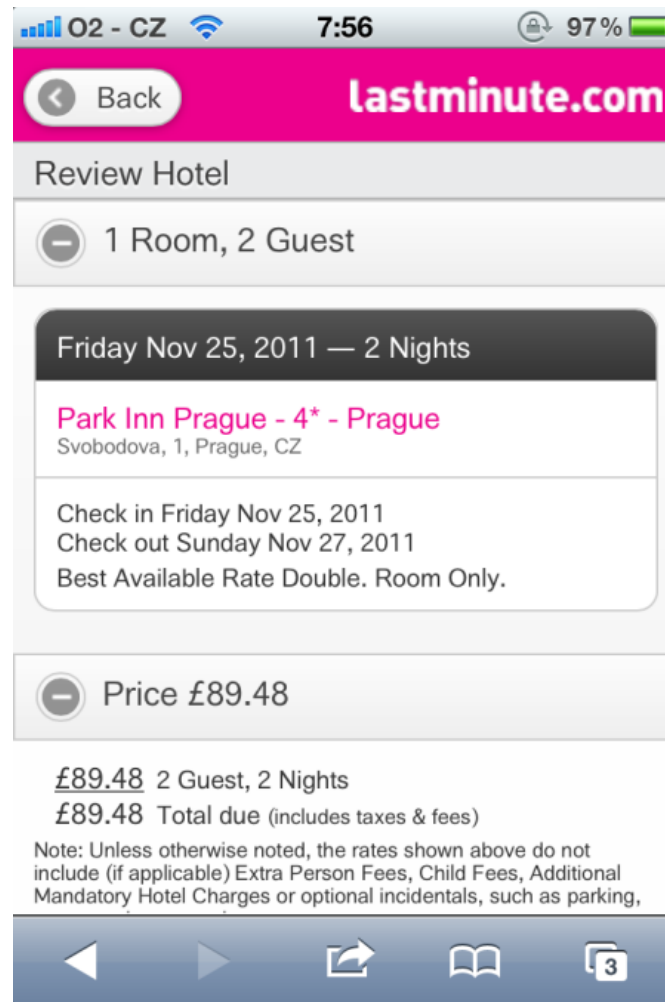 O2 - CZ 7:56 97%
Back lastminute.com
Review Hotel
1 Room, 2 Guest
Friday Nov 25, 2011 — 2 Nights
Park Inn Prague - 4* - Prague
Svobodova, 1, Prague, CZ
Check in Friday Nov 25, 2011
Check out Sunday Nov 27, 2011
Best Available Rate Double. Room Only.
Price £89.48
£89.48 2 Guest, 2 Nights
£89.48 Total due (includes taxes & fees)
Note: Unless otherwise noted, the rates shown above do not
include (if applicable) Extra Person Fees, Child Fees, Additional
Mandatory Hotel Charges or optional incidentals, such as parking,
3